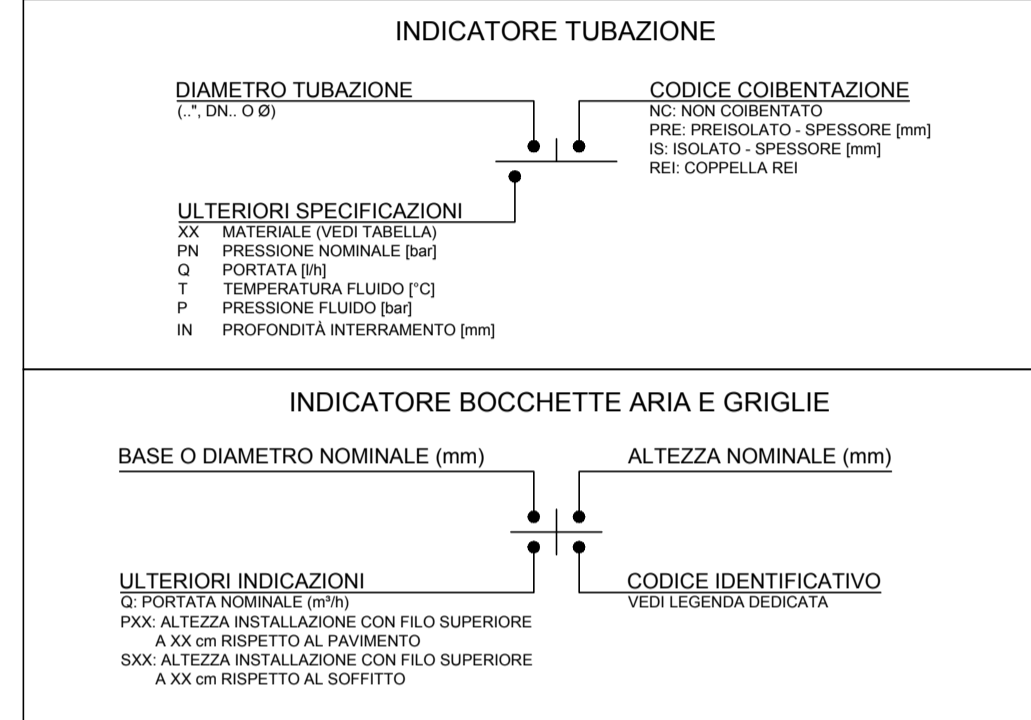 INDICATORE TUBAZIONE
DIAMETRO TUBAZIONE
(..", DN.. O Ø)
CODICE COIBENTAZIONE
NC: NON COIBENTATO
PRE: PREISOLATO - SPESSORE [mm]
IS: ISOLATO - SPESSORE [mm]
REI: COPPELLA REI
ULTERIORI SPECIFICAZIONI
XX MATERIALE (VEDI TABELLA)
PN PRESSIONE NOMINALE [bar]
Q PORTATA [l/h]
T TEMPERATURA FLUIDO [°C]
P PRESSIONE FLUIDO [bar]
IN PROFONDITÀ INTERRAMENTO [mm]
INDICATORE BOCCHETTE ARIA E GRIGLIE
BASE O DIAMETRO NOMINALE (mm)
ALTEZZA NOMINALE (mm)
ULTERIORI INDICAZIONI
Q: PORTATA NOMINALE (m³/h)
PXX: ALTEZZA INSTALLAZIONE CON FILO SUPERIORE
A XX cm RISPETTO AL PAVIMENTO
SXX: ALTEZZA INSTALLAZIONE CON FILO SUPERIORE
A XX cm RISPETTO AL SOFFITTO
CODICE IDENTIFICATIVO
VEDI LEGENDA DEDICATA